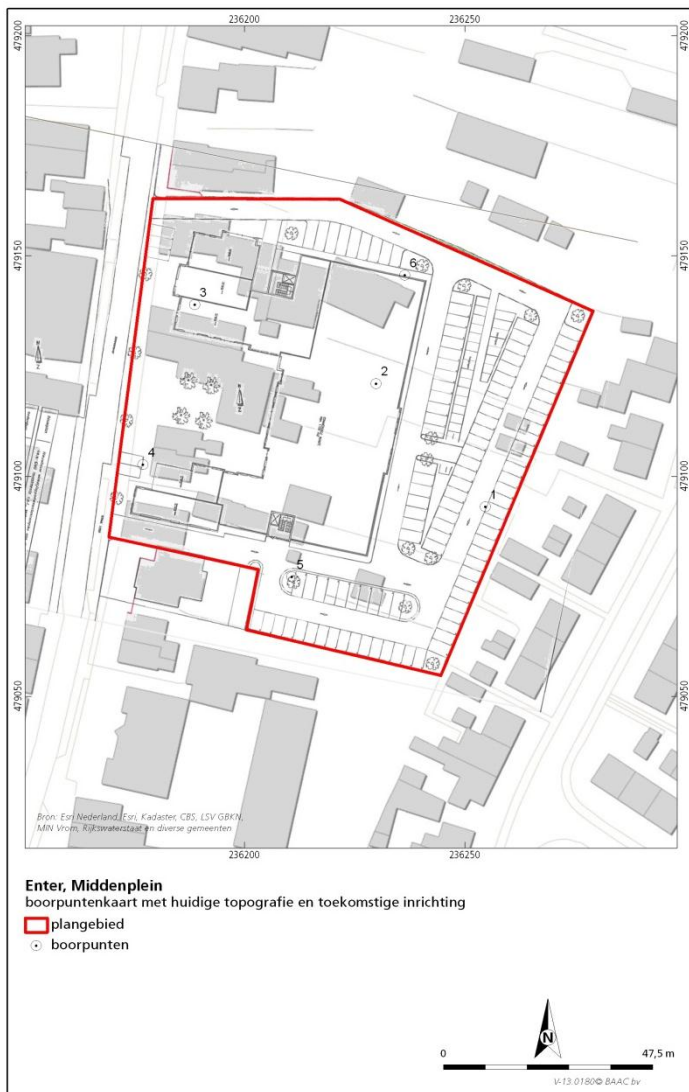 236200
236250
479200
479200
479150
479150
6
3
2
479100
479100
4
1
5
479050
479050
Bron: Esri Nederland, Esri, Kadaster, CBS, LSV GBKN,
MIN Vrom, Rijkswaterstaat en diverse gemeenten
236200
236250
Enter, Middenplein
boorpuntenkaart met huidige topografie en toekomstige inrichting
plangebied
boorpunten
N
0
47,5 m
V-13.0180© BAAC bv